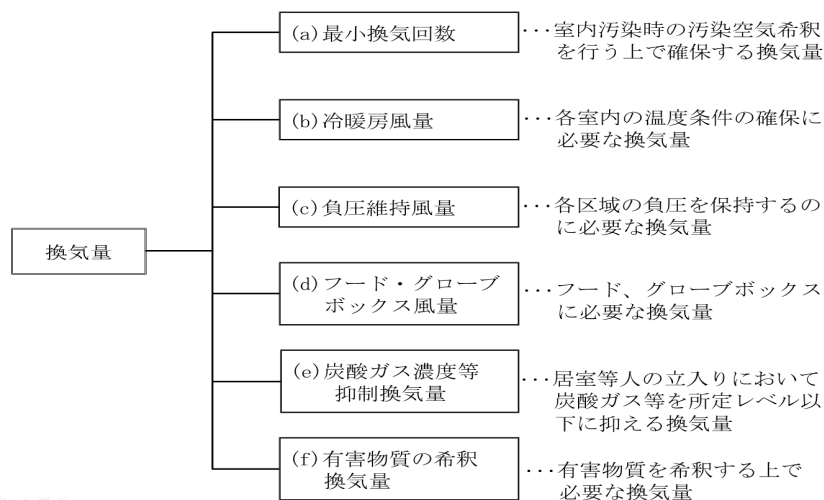 換気量
(a)最小換気回数
･･･室内汚染時の汚染空気希釈
を行う上で確保する換気量
(b)冷暖房風量
･･･各室内の温度条件の確保に
必要な換気量
(c)負圧維持風量
･･･各区域の負圧を保持するの
に必要な換気量
(d)フード・グローブ
ボックス風量
･･･フード、グローブボックス
に必要な換気量
(e)炭酸ガス濃度等
抑制換気量
･･･居室等人の立入りにおいて
炭酸ガス等を所定レベル以
下に抑える換気量
(f)有害物質の希釈
換気量
･･･有害物質を希釈する上で
必要な換気量